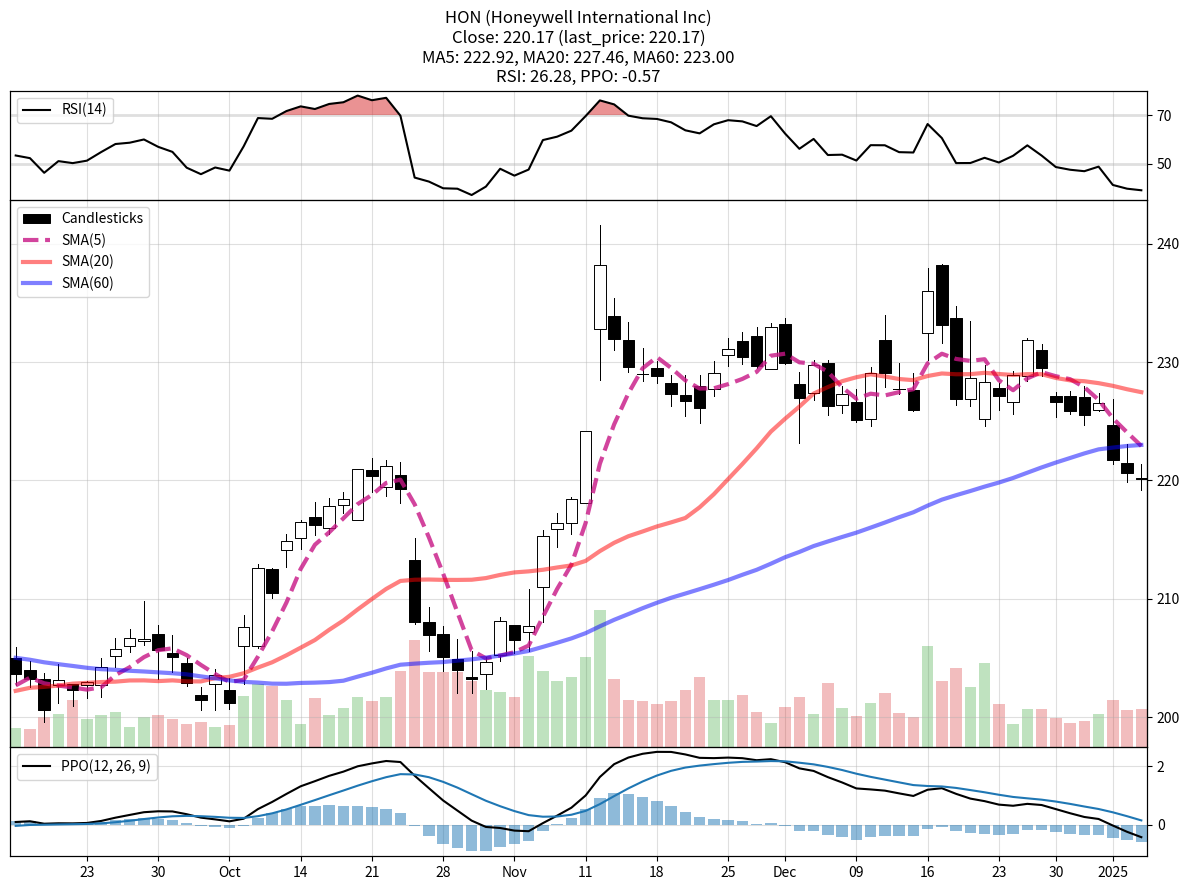 HON (Honeywell International Inc)
Close: 220.17 (last_price: 220.17)
MA5: 222.92, MA20: 227.46, MA60: 223.00
RSI: 26.28, PPO: -0.57
RSI(14)
70
50
Candlesticks
SMA(5)
SMA(20)
SMA(60)
240
230
220
210
200
PPO(12, 26, 9)
2
0
23 30 Oct 14 21 28 Nov 11 18 25 Dec 09 16 23 30 2025